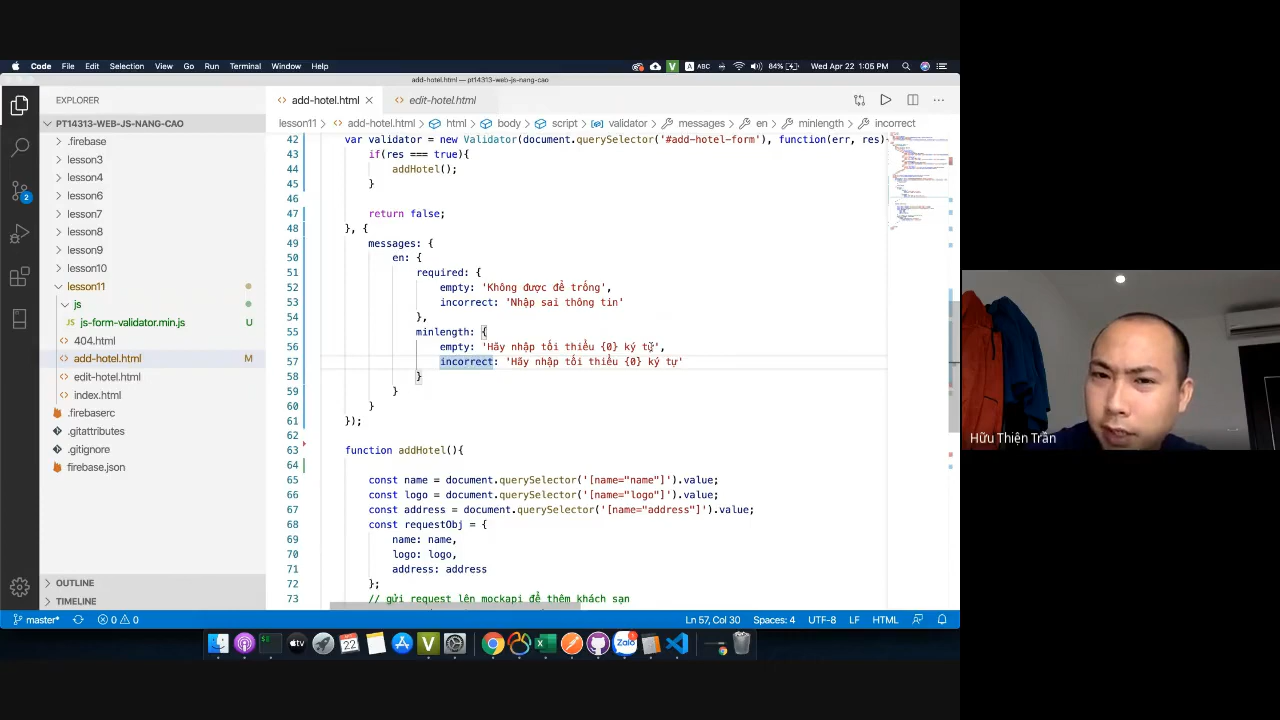 Code File Edit Selection View Go Run Terminal Window Help
ABC 84% Wed Apr 22 1:05 PM
add-hotel.html — pt14313-web-js-nang-cao
EXPLORER
add-hotel.html
edit-hotel.html
PT14313-WEB-JS-NANG-CAO
lesson11 > add-hotel.html > html > body > script > validator > messages > en > minlength > incorrect
.firebase
lesson3
lesson4
lesson6
lesson7
lesson8
lesson9
lesson10
lesson11
js
js-form-validator.min.js U
404.html
add-hotel.html M
edit-hotel.html
index.html
.firebaserc
.gitattributes
.gitignore
firebase.json
OUTLINE
TIMELINE
42 var validator = new Validator(document.querySelector('#add-hotel-form'), function(err, res)
43 if(res === true){
44 addHotel();
45 }
46
47 return false;
48 }, {
49 messages: {
50 en: {
51 required: {
52 empty: 'Không được để trống',
53 incorrect: 'Nhập sai thông tin'
54 },
55 minlength: {
56 empty: 'Hãy nhập tối thiểu {0} ký tự',
57 incorrect: 'Hãy nhập tối thiểu {0} ký tự'
58 }
59 }
60 }
61 });
62
63 function addHotel(){
64
65 const name = document.querySelector('[name="name"]').value;
66 const logo = document.querySelector('[name="logo"]').value;
67 const address = document.querySelector('[name="address"]').value;
68 const requestObj = {
69 name: name,
70 logo: logo,
71 address: address
72 };
73 // gửi request lên mockapi để thêm khách sạn
master* 0 0 Ln 57, Col 30 Spaces: 4 UTF-8 LF HTML
Hữu Thiện Trần
tv
22
Zalo
1